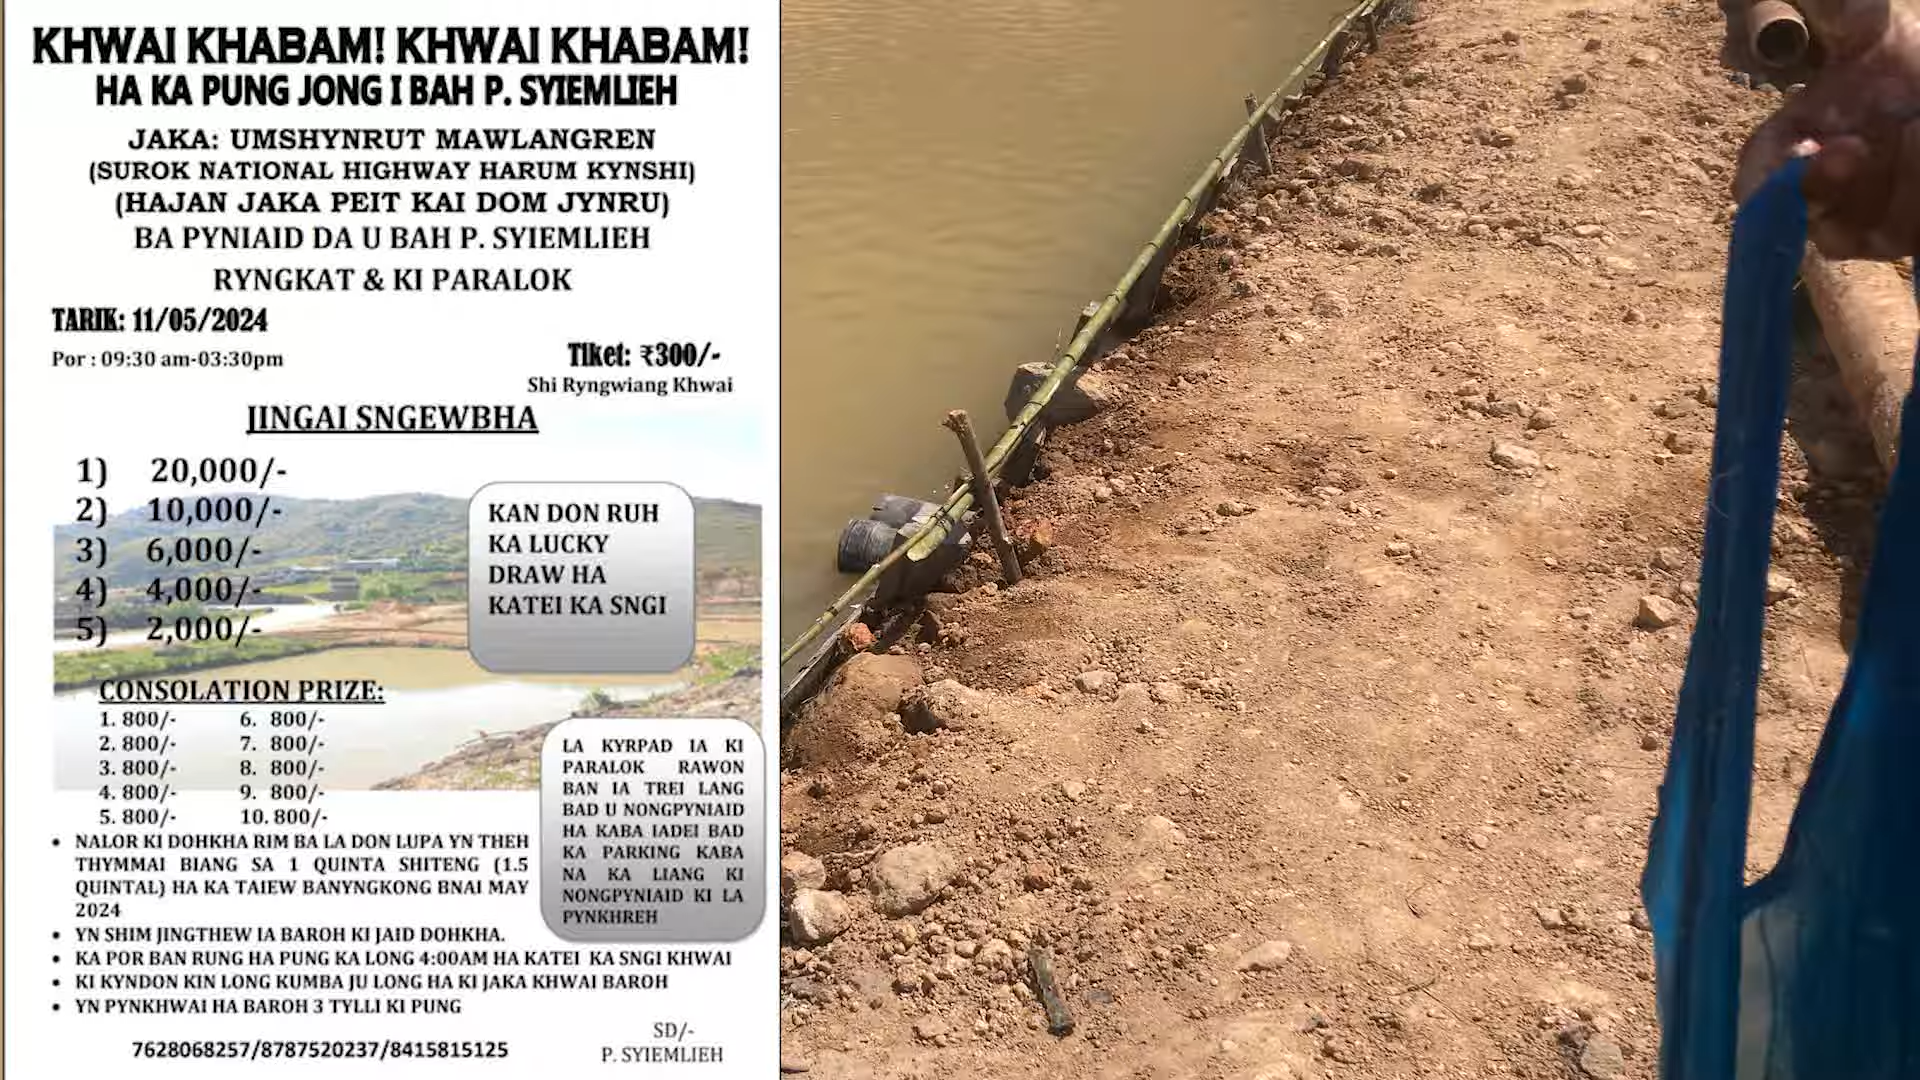 KHWAI KHABAM! KHWAI KHABAM!
HA KA PUNG JONG I BAH P. SYIEMLIEH
JAKA: UMSHYNRUT MAWLANGREN
(SUROK NATIONAL HIGHWAY HARUM KYNSHI)
(HAJAN JAKA PEIT KAI DOM JYNRU)
BA PYNIAID DA U BAH P. SYIEMLIEH
RYNGKAT & KI PARALOK
TARIK: 11/05/2024
Por : 09:30 am-03:30pm
Tiket: ₹300/-
Shi Ryngwiang Khwai
JINGAI SNGEWBHA
1) 20,000/-
2) 10,000/-
3) 6,000/-
4) 4,000/-
5) 2,000/-
KAN DON RUH
KA LUCKY
DRAW HA
KATEI KA SNGI
CONSOLATION PRIZE:
1. 800/- 6. 800/-
2. 800/- 7. 800/-
3. 800/- 8. 800/-
4. 800/- 9. 800/-
5. 800/- 10. 800/-
LA KYRPAD IA KI
PARALOK RAWON
BAN IA TREI LANG
BAD U NONGPYNIAID
HA KABA IADEI BAD
KA PARKING KABA
NA KA LIANG KI
NONGPYNIAID KI LA
PYNKHREH
• NALOR KI DOHKHA RIM BA LA DON LUPA YN THEH
THYMMAI BIANG SA 1 QUINTA SHITENG (1.5
QUINTAL) HA KA TAIEW BANYNGKONG BNAI MAY
2024
• YN SHIM JINGTHEW IA BAROH KI JAID DOHKHA.
• KA POR BAN RUNG HA PUNG KA LONG 4:00AM HA KATEI KA SNGI KHWAI
• KI KYNDON KIN LONG KUMBA JU LONG HA KI JAKA KHWAI BAROH
• YN PYNKHWAI HA BAROH 3 TYLLI KI PUNG
7628068257/8787520237/8415815125
SD/-
P. SYIEMLIEH